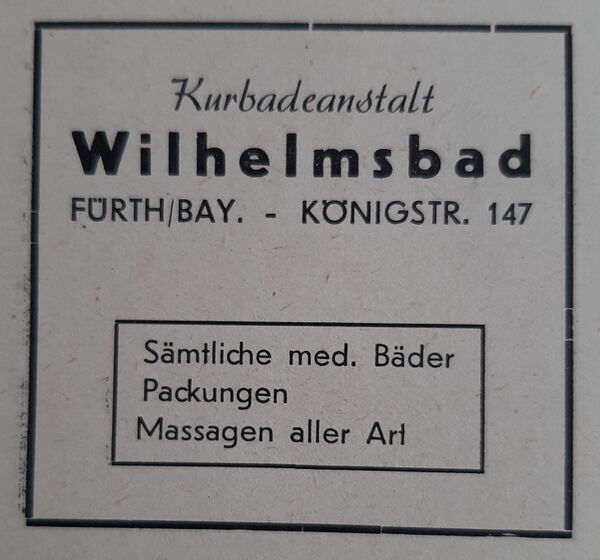 Kurbadeanstalt
Wilhelmsbad
FÜRTH/BAY. - KÖNIGSTR. 147
Sämtliche med. Bäder
Packungen
Massagen aller Art